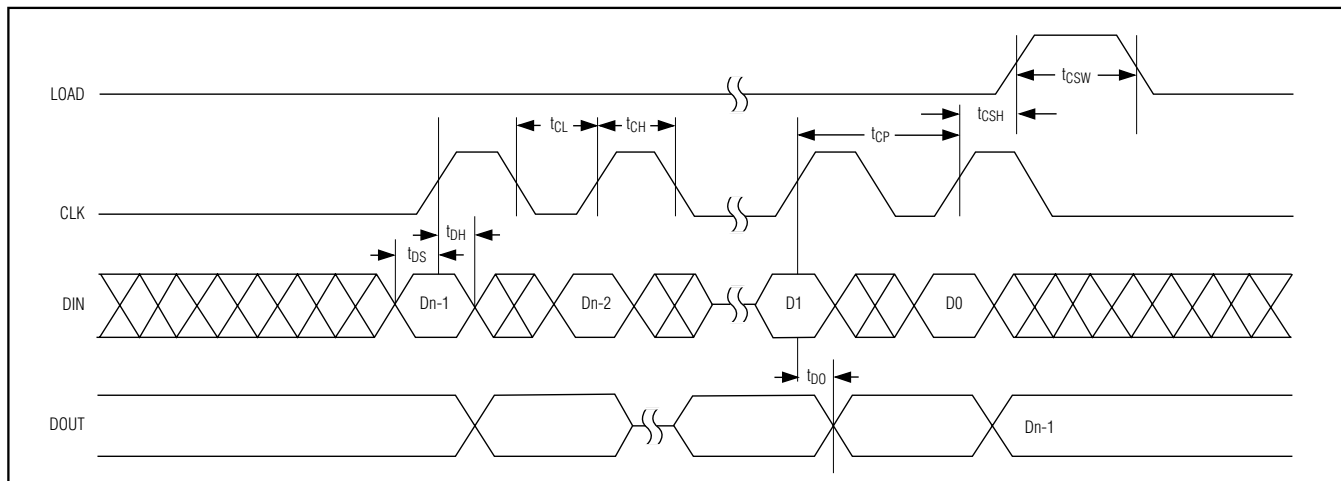 LOAD
tCSW
tCSH
tCL
tCH
tCP
CLK
tDH
tDS
DIN
Dn-1
Dn-2
D1
D0
tDO
DOUT
Dn-1